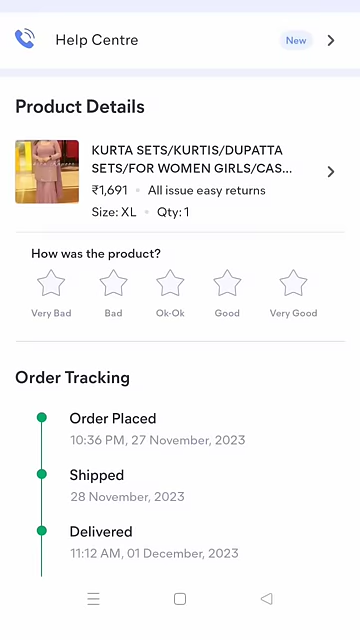 Help Centre
New
Product Details
KURTA SETS/KURTIS/DUPATTA
SETS/FOR WOMEN GIRLS/CAS...
₹1,691 • All issue easy returns
Size: XL • Qty: 1
How was the product?
Very Bad Bad Ok-Ok Good Very Good
Order Tracking
Order Placed
10:36 PM, 27 November, 2023
Shipped
28 November, 2023
Delivered
11:12 AM, 01 December, 2023